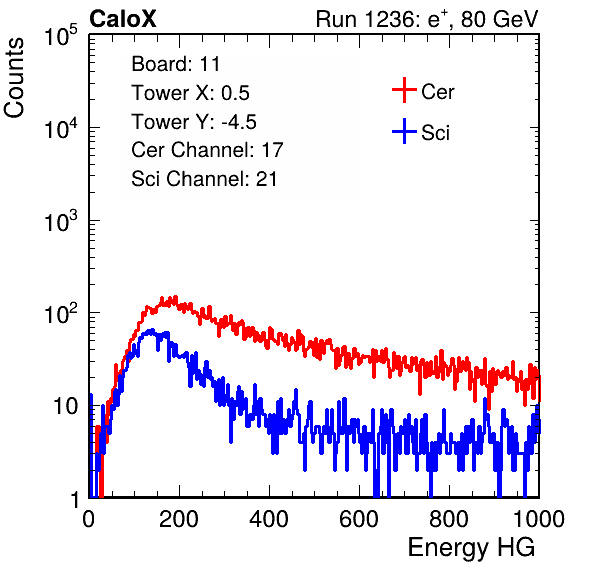 CaloX Run 1236: e⁺, 80 GeV
Counts
Board: 11
Tower X: 0.5
Tower Y: -4.5
Cer Channel: 17
Sci Channel: 21
Cer
Sci
10⁵
10⁴
10³
10²
10
1
0 200 400 600 800 1000
Energy HG